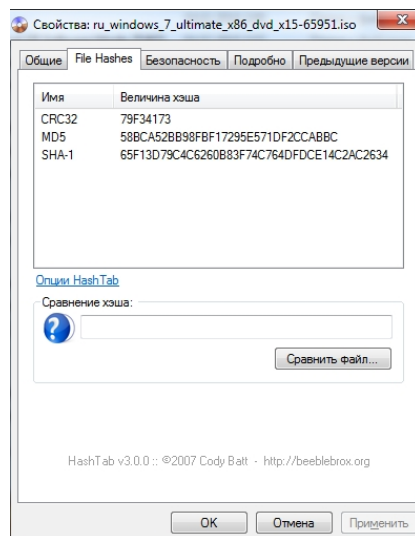 Свойства: ru_windows_7_ultimate_x86_dvd_x15-65951.iso
Общие File Hashes Безопасность Подробно Предыдущие версии
Имя Величина хэша
CRC32 79F34173
MD5 58BCA52BB98FBF17295E571DF2CCABBC
SHA-1 65F13D79C4C6260B83F74C764DFDCE14C2AC2634
Опции HashTab
Сравнение хэша:
Сравнить файл...
HashTab v3.0.0 :: ©2007 Cody Batt - http://beeblebrox.org
OK Отмена Применить